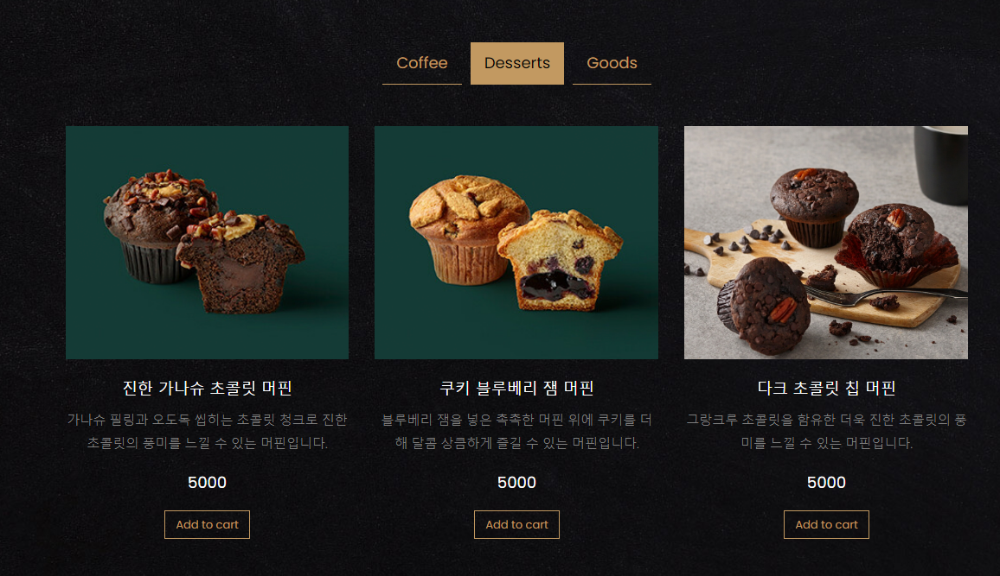 Coffee Desserts Goods
진한 가나슈 초콜릿 머핀
가나슈 필링과 오도독 씹히는 초콜릿 청크로 진한
초콜릿의 풍미를 느낄 수 있는 머핀입니다.
5000
Add to cart
쿠키 블루베리 잼 머핀
블루베리 잼을 넣은 촉촉한 머핀 위에 쿠키를 더
해 달콤 상큼하게 즐길 수 있는 머핀입니다.
5000
Add to cart
다크 초콜릿 칩 머핀
그랑크루 초콜릿을 함유한 더욱 진한 초콜릿의 풍
미를 느낄 수 있는 머핀입니다.
5000
Add to cart